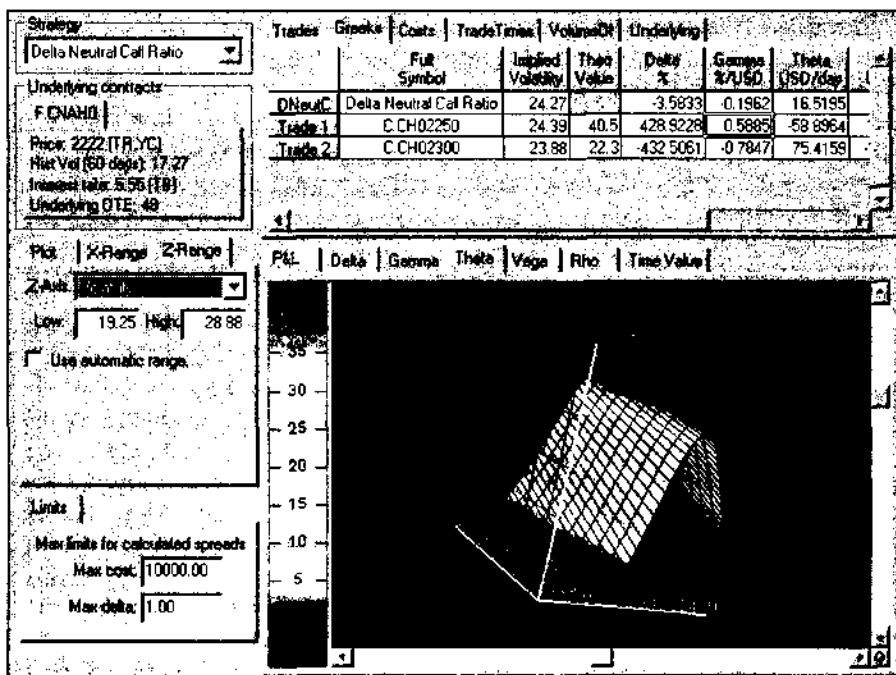 Strategy
Delta Neutral Call Ratio
Underlying contracts
F.CNAH0
Price: 2222 [TR, YC]
Hist Vol (60 days): 17.27
Interest rate: 5.55 [TB]
Underlying DTE: 49
Trades Greeks Costs TradeTimes VolumeOI Underlying
Full Symbol Implied Volatility Theo Value Delta % Gamma %/USD Theta USD/day
DNeutC Delta Neutral Call Ratio 24.27 -3.5833 -0.1962 16.5195
Trade 1 C.CH02250 24.39 40.5 428.9228 0.5885 -58.8964
Trade 2 C.CH02300 23.88 22.3 -432.5061 -0.7847 75.4159
Plot X-Range Z-Range
Z-Axis:
Low: 19.25 High: 28.88
Use automatic range.
P&L Delta Gamma Theta Vega Rho Time Value
35
30
25
20
15
10
5
Limits
Max limits for calculated spreads
Max cost: 10000.00
Max delta: 1.00